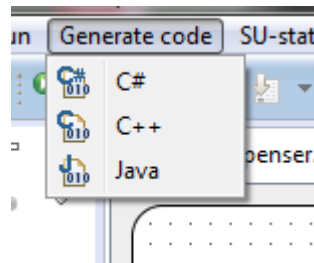 un Generate code SU-stat
C#
C++
penser.
Java